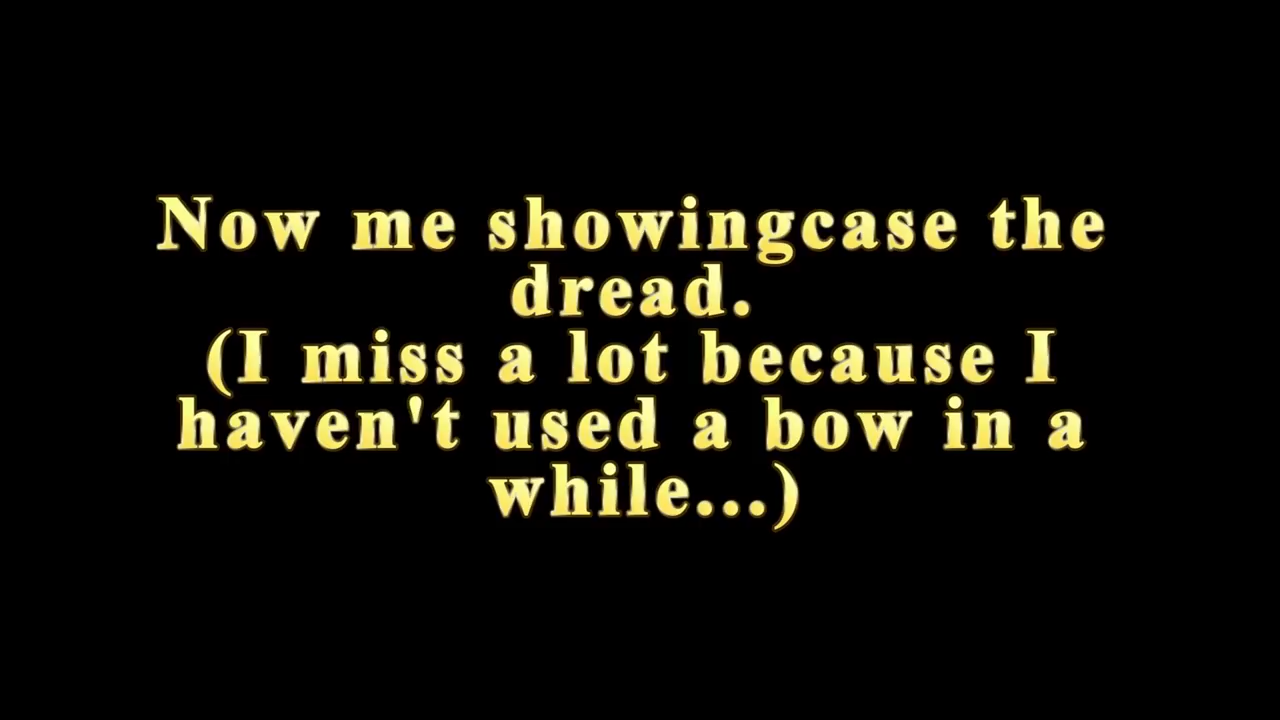 Now me showingcase the
dread.
(I miss a lot because I
haven't used a bow in a
while...)